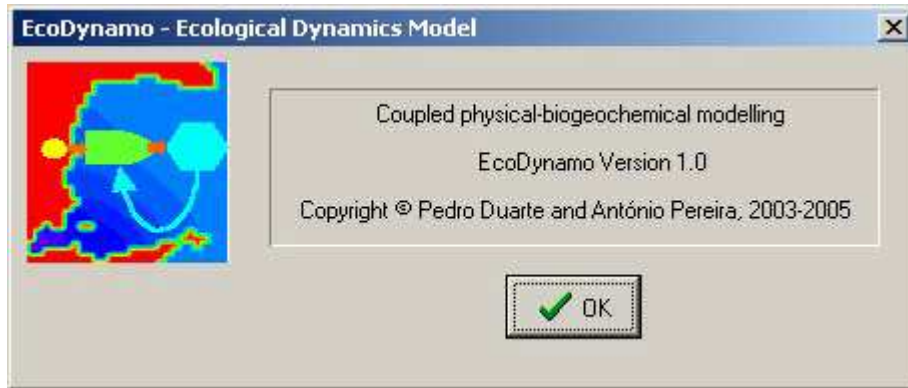 EcoDynamo - Ecological Dynamics Model
Coupled physical-biogeochemical modelling
EcoDynamo Version 1.0
Copyright © Pedro Duarte and António Pereira, 2003-2005
OK